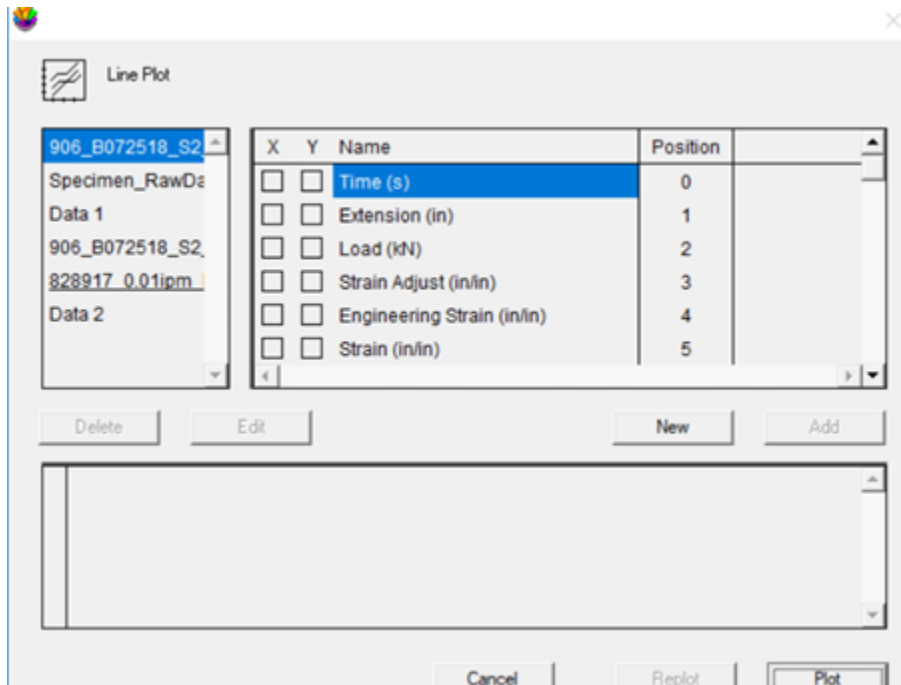 Line Plot
906_B072518_S2_
Specimen_RawDa
Data 1
906_B072518_S2_
828917_0.01ipm_
Data 2
X Y Name Position
Time (s) 0
Extension (in) 1
Load (kN) 2
Strain Adjust (in/in) 3
Engineering Strain (in/in) 4
Strain (in/in) 5
Delete Edit New Add
Cancel Replot Plot